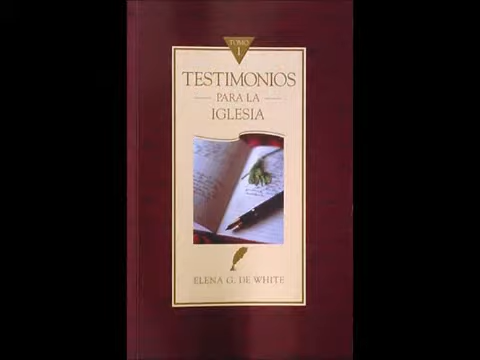 TOMO
1
TESTIMONIOS
PARA LA
IGLESIA
ELENA G. DE WHITE